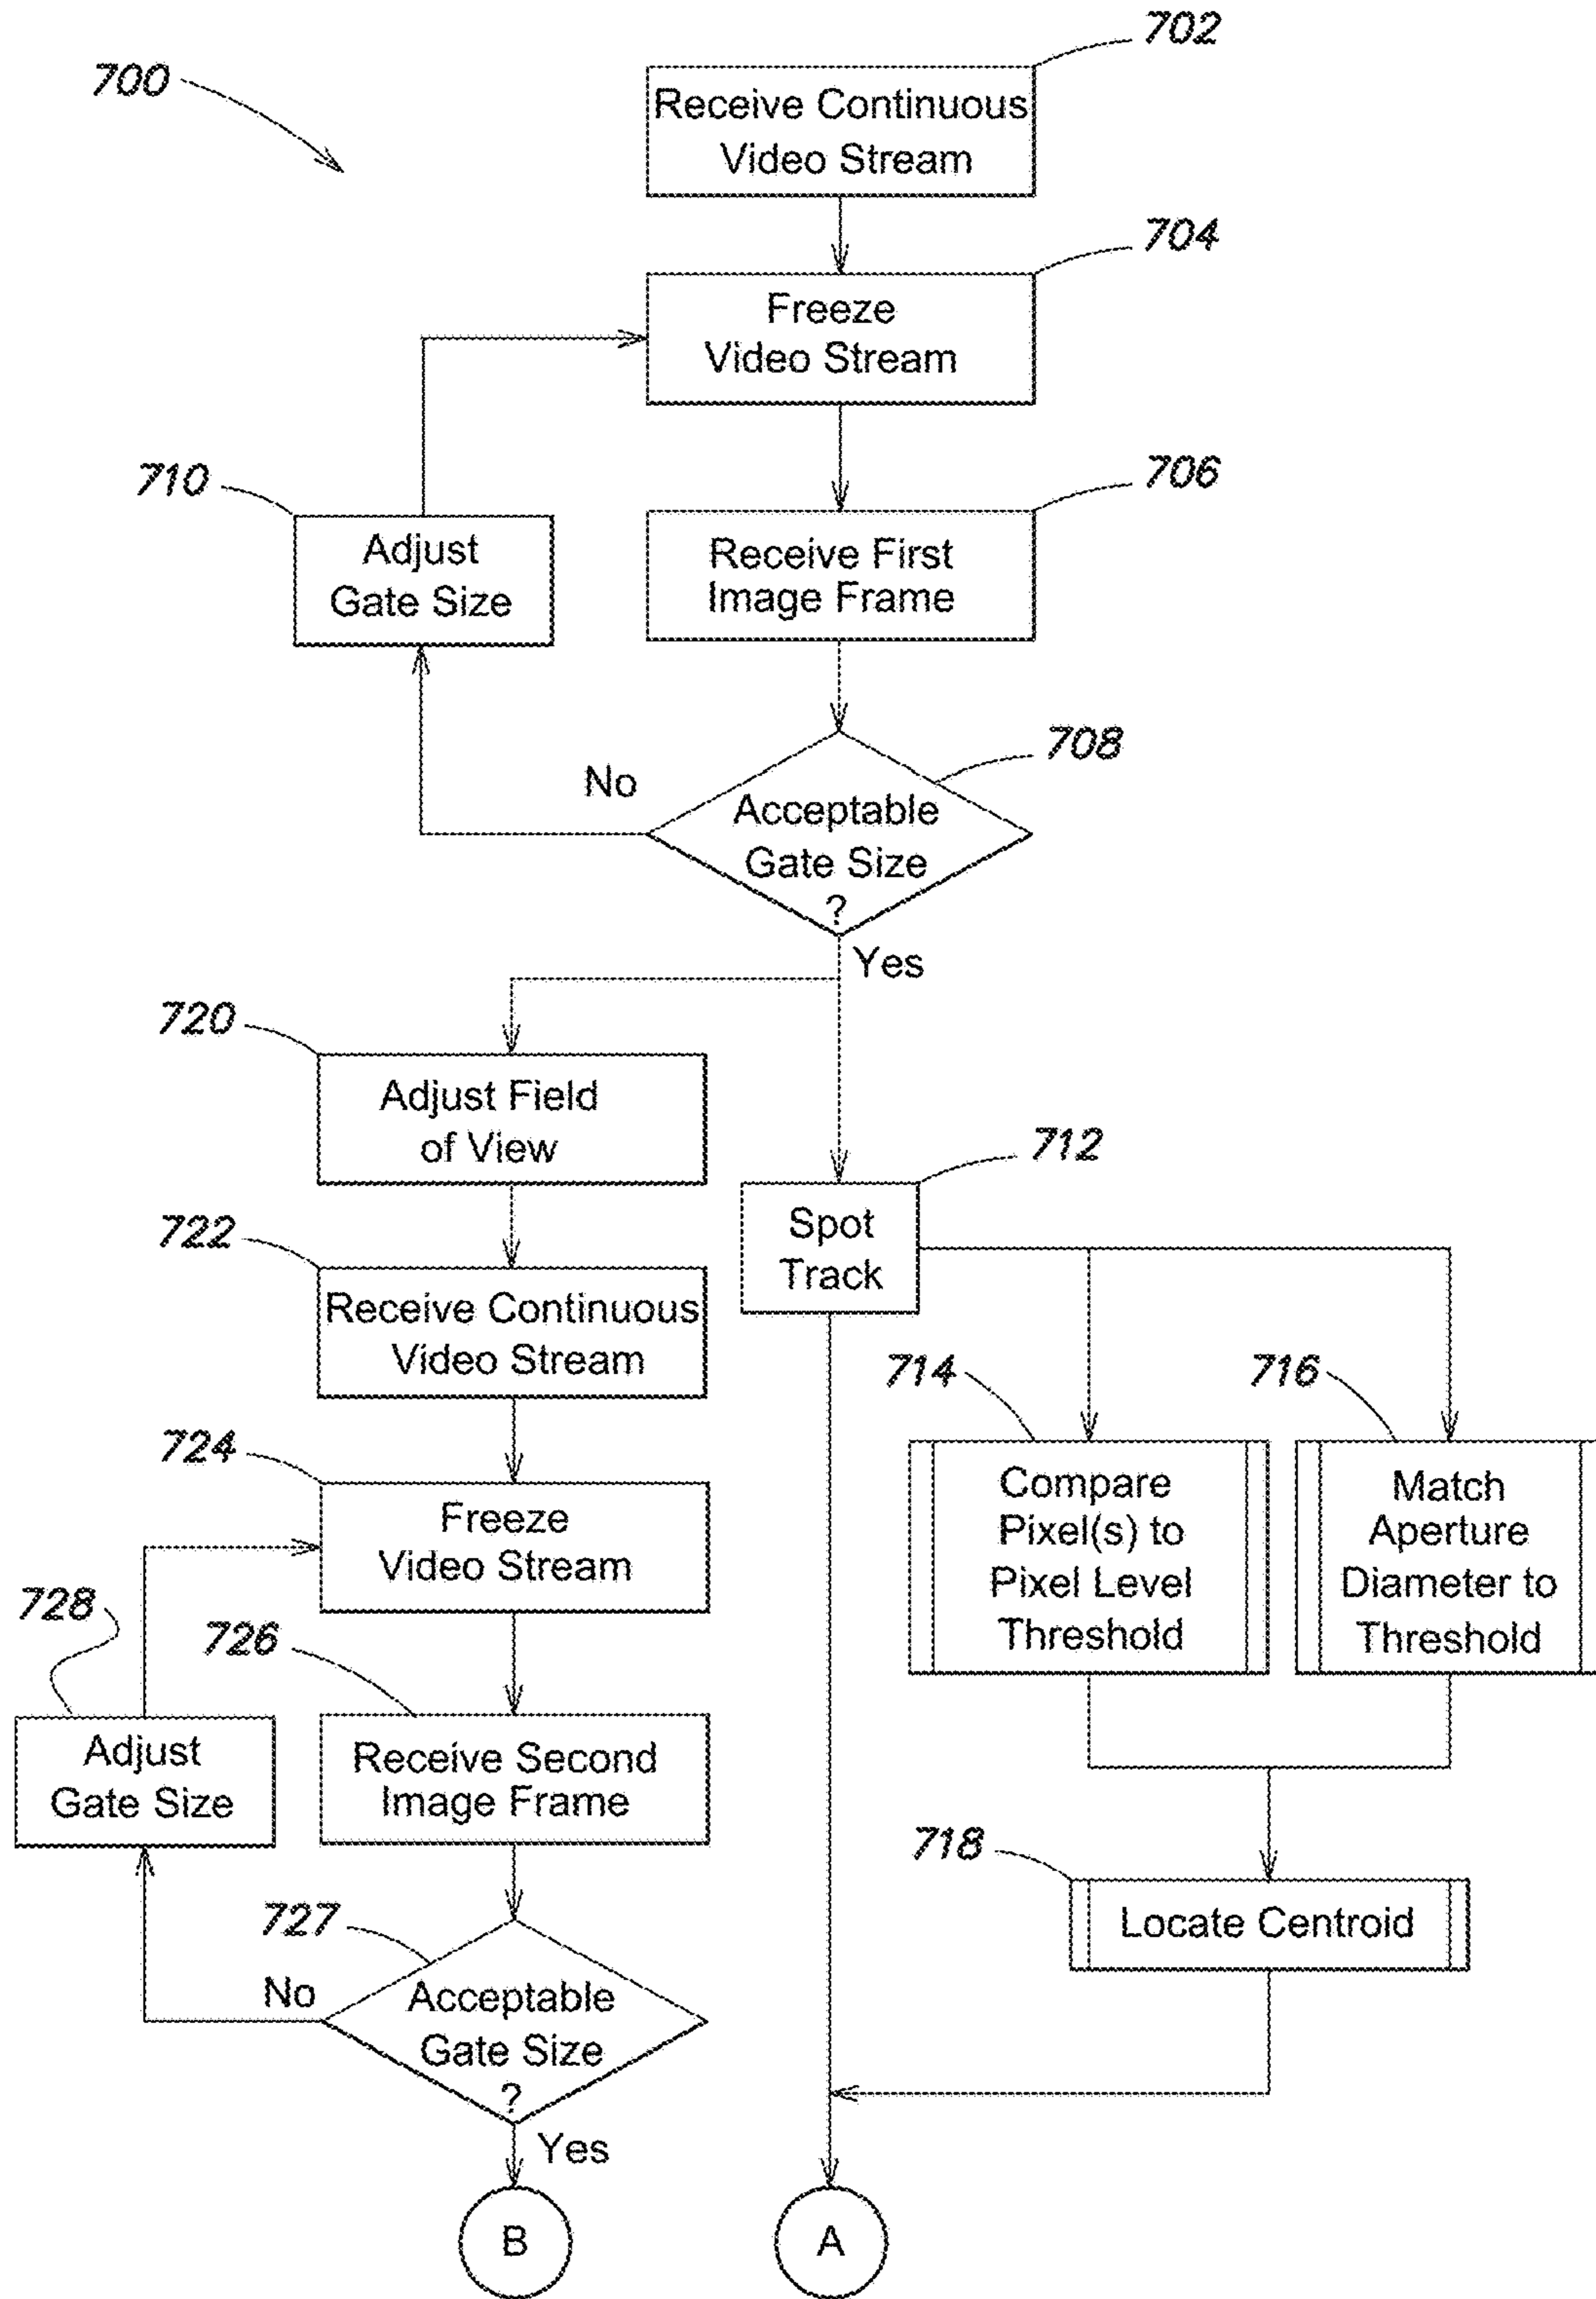 700
702
Receive Continuous
Video Stream
704
Freeze
Video Stream
706
Receive First
Image Frame
710
Adjust
Gate Size
708
Acceptable
Gate Size
?
No
Yes
720
Adjust Field
of View
712
Spot
Track
722
Receive Continuous
Video Stream
714
Compare
Pixel(s) to
Pixel Level
Threshold
716
Match
Aperture
Diameter to
Threshold
724
Freeze
Video Stream
728
Adjust
Gate Size
726
Receive Second
Image Frame
718
Locate Centroid
727
Acceptable
Gate Size
?
No
Yes
B
A